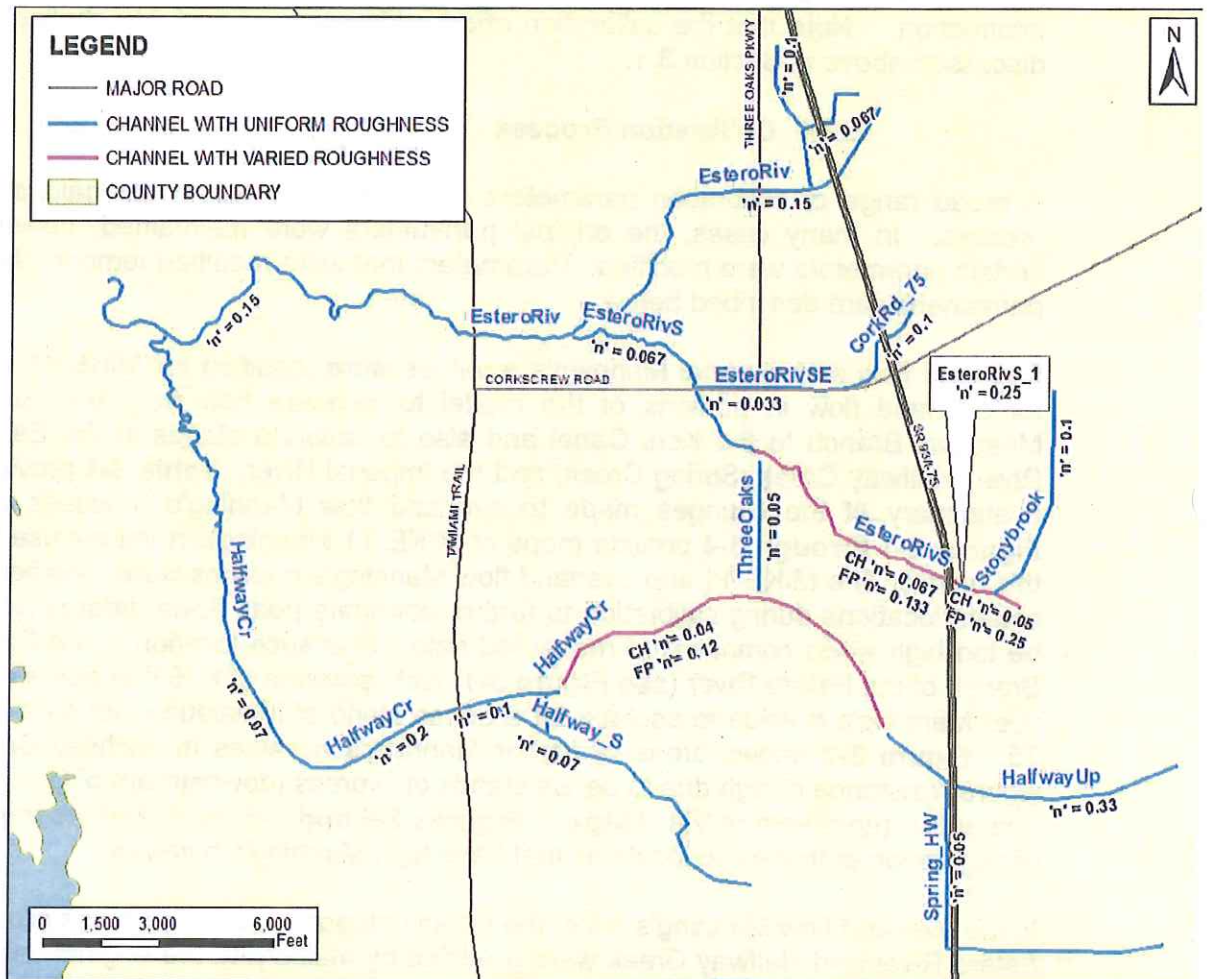 LEGEND
MAJOR ROAD
CHANNEL WITH UNIFORM ROUGHNESS
CHANNEL WITH VARIED ROUGHNESS
COUNTY BOUNDARY
N
THREE OAKS PKWY
'n' = 0.1
'n' = 0.067
EsteroRiv
'n' = 0.15
'n' = 0.15
EsteroRiv
EsteroRivS
'n' = 0.067
CorkRd_75
'n' = 0.1
CORKSCREW ROAD
EsteroRivSE
'n' = 0.033
EsteroRivS_1
'n' = 0.25
SR 93/I-75
'n' = 0.1
Stonybrook
ThreeOaks
'n' = 0.05
EsteroRivS
CH 'n'= 0.067
FP 'n'= 0.133
CH 'n'= 0.05
FP 'n'= 0.25
TAMIAMI TRAIL
HalfwayCr
'n' = 0.07
HalfwayCr
CH 'n'= 0.04
FP 'n'= 0.12
HalfwayCr
'n' = 0.2
'n' = 0.1
Halfway_S
'n' = 0.07
HalfwayUp
'n' = 0.33
Spring_HW
'n' = 0.05
0 1,500 3,000 6,000
Feet